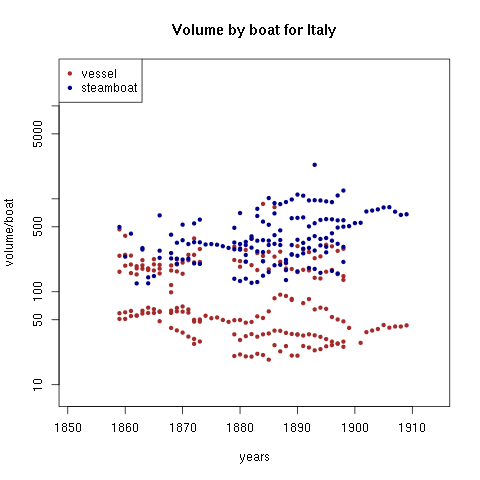 Volume by boat for Italy
vessel
steamboat
volume/boat
5000
500
100
50
10
1850 1860 1870 1880 1890 1900 1910
years